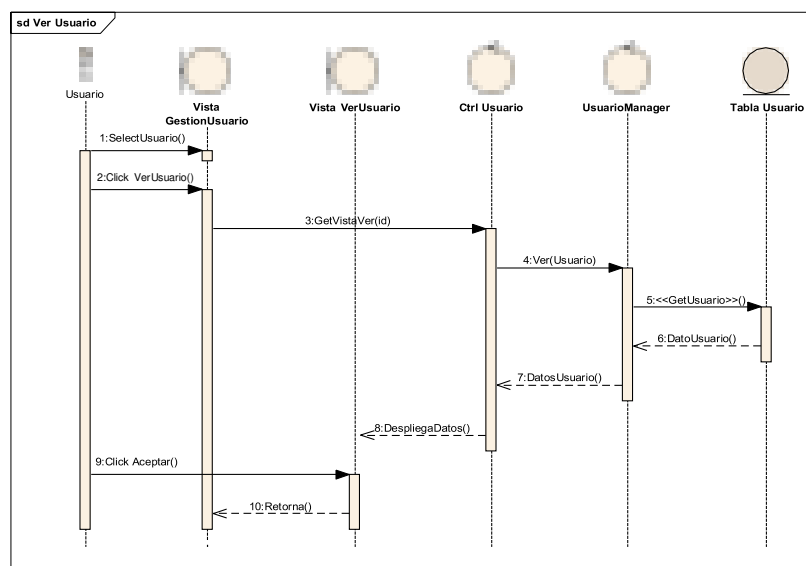 sd Ver Usuario
Usuario
Vista
GestionUsuario
Vista VerUsuario
Ctrl Usuario
UsuarioManager
Tabla Usuario
1:SelectUsuario()
2:Click VerUsuario()
3:GetVistaVer(id)
4:Ver(Usuario)
5:<<GetUsuario>>()
6:DatoUsuario()
7:DatosUsuario()
8:DespliegaDatos()
9:Click Aceptar()
10:Retorna()